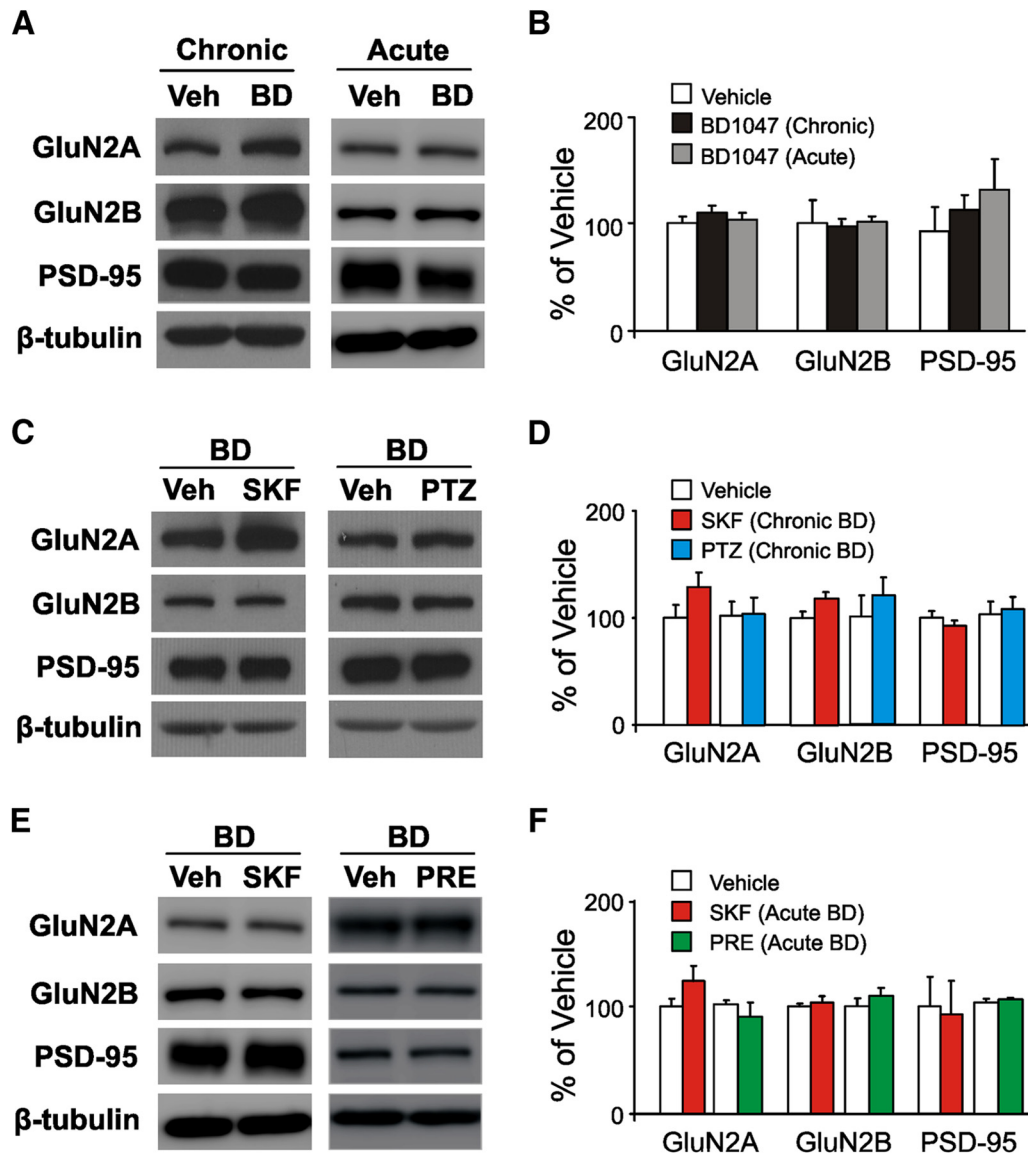 A
Chronic
Acute
Veh BD
Veh BD
GluN2A
GluN2B
PSD-95
β-tubulin
B
Vehicle
BD1047 (Chronic)
BD1047 (Acute)
% of Vehicle
200
100
0
GluN2A GluN2B PSD-95
C
BD
BD
Veh SKF
Veh PTZ
GluN2A
GluN2B
PSD-95
β-tubulin
D
Vehicle
SKF (Chronic BD)
PTZ (Chronic BD)
% of Vehicle
200
100
0
GluN2A GluN2B PSD-95
E
BD
BD
Veh SKF
Veh PRE
GluN2A
GluN2B
PSD-95
β-tubulin
F
Vehicle
SKF (Acute BD)
PRE (Acute BD)
% of Vehicle
200
100
0
GluN2A GluN2B PSD-95